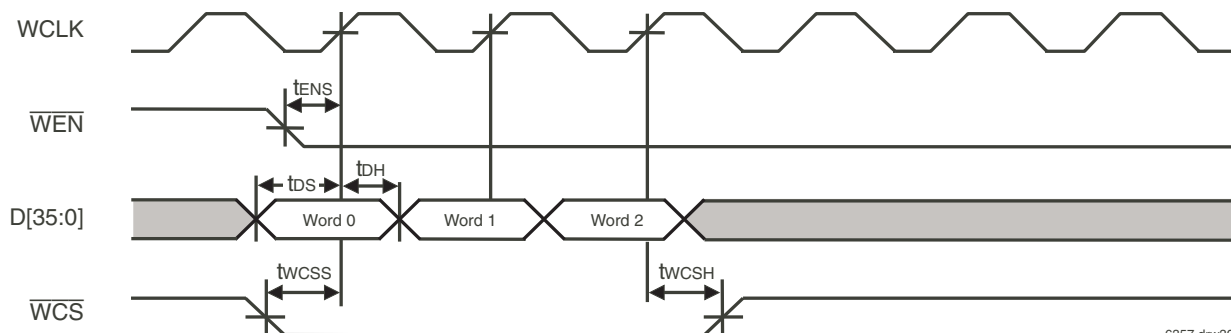 WCLK
tENS
WEN
tDS
tDH
D[35:0]
Word 0
Word 1
Word 2
tWCSS
tWCSH
WCS